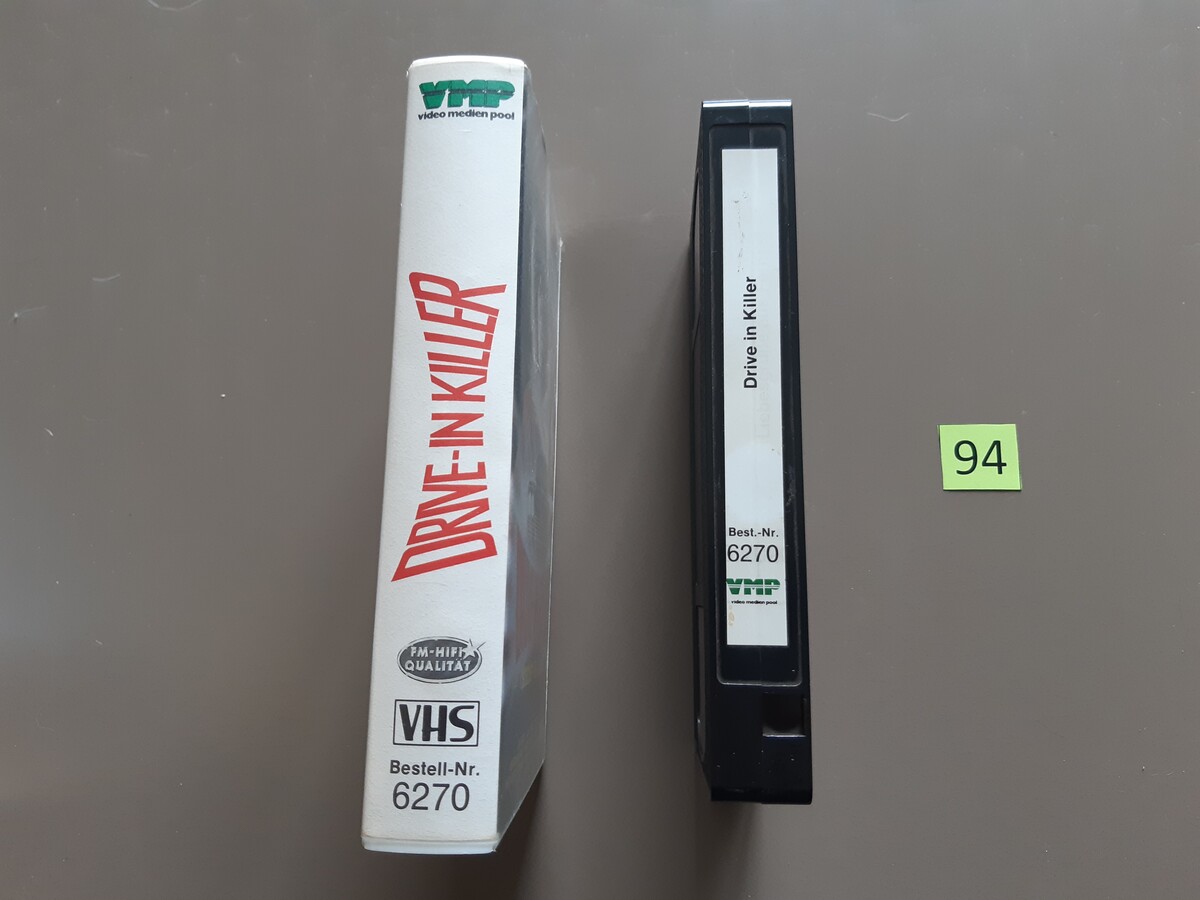 VMP
video medien pool
DRIVE-IN KILLER
FM-HIFI
QUALITÄT
VHS
Bestell-Nr.
6270
Drive in Killer
Best.-Nr.
6270
VMP
video medien pool
94